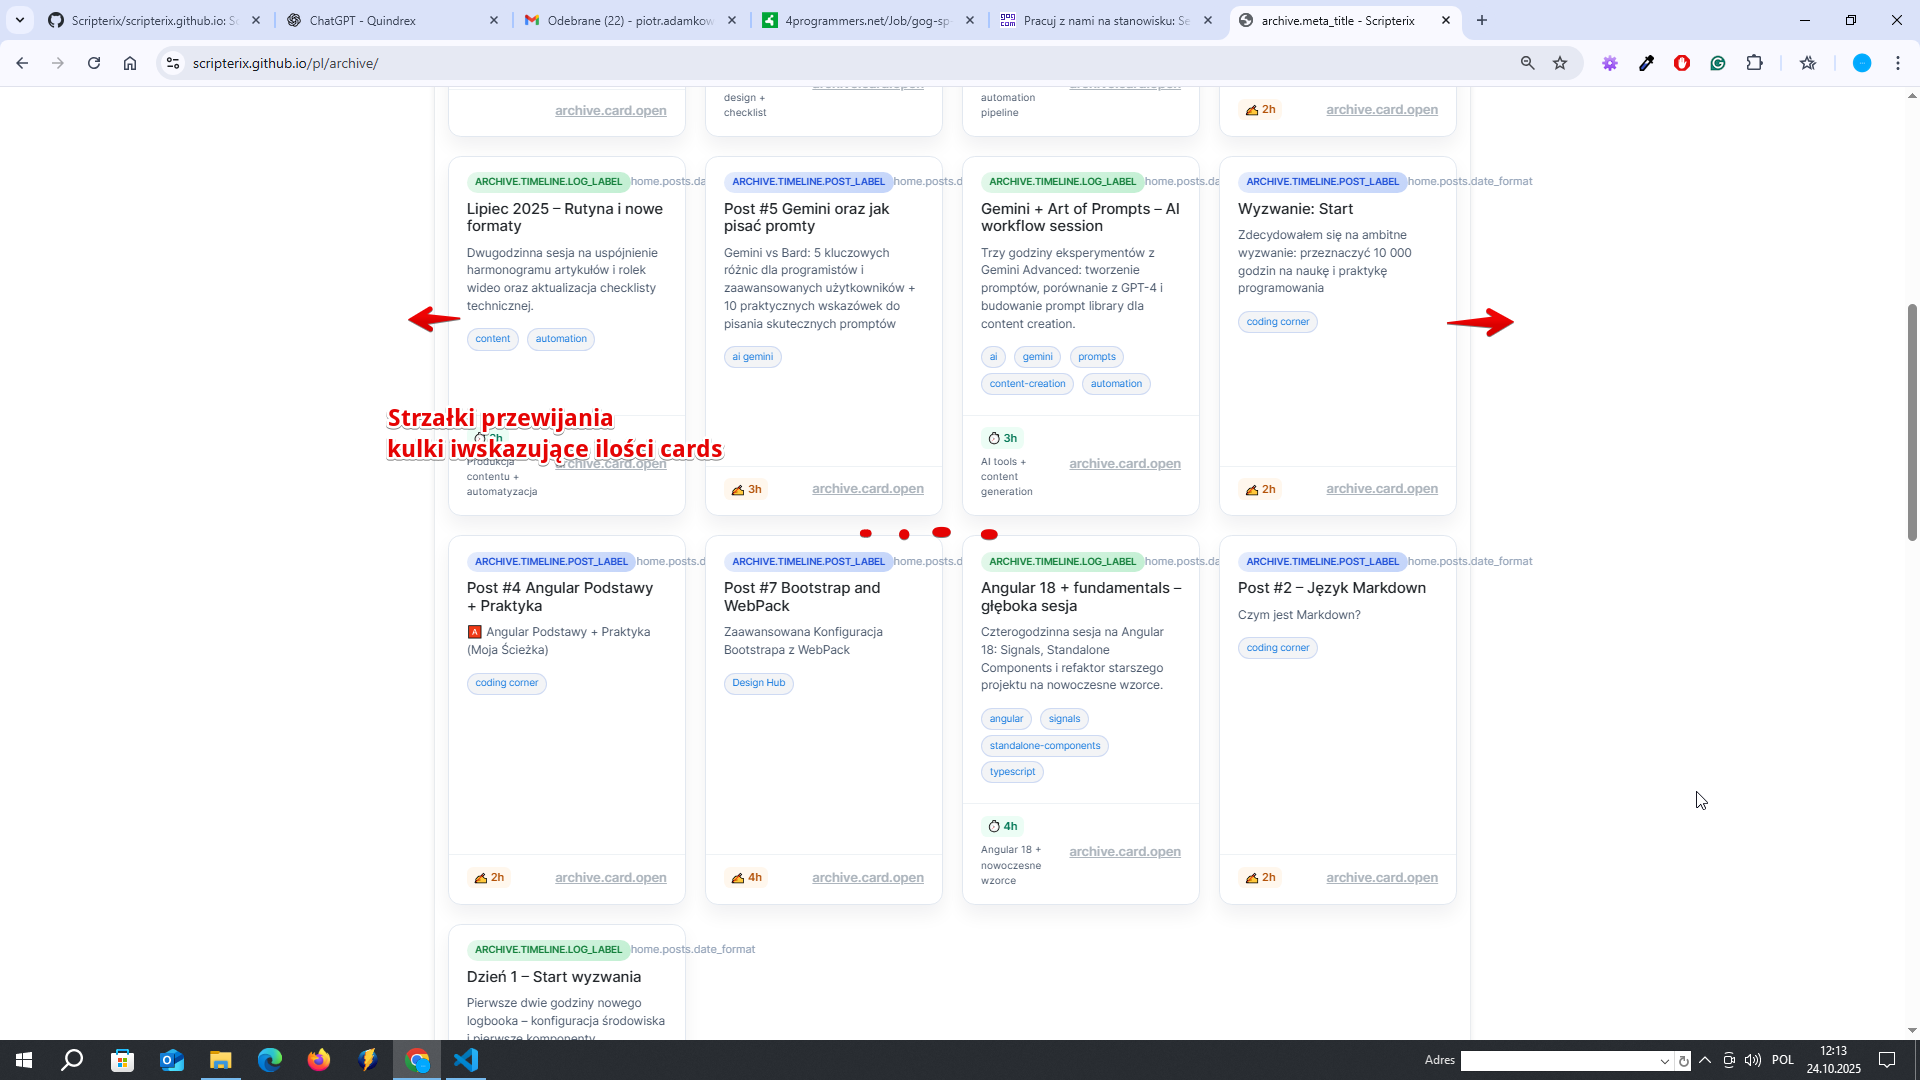 Scripterix/scripterix.github.io: S
ChatGPT - Quindrex
Odebrane (22) - piotr.adamkow
4programmers.net/Job/gog-sp
Pracuj z nami na stanowisku: Se
archive.meta_title - Scripterix
scripterix.github.io/pl/archive/
archive.card.open
design +
checklist
automation
pipeline
2h
archive.card.open
ARCHIVE.TIMELINE.LOG_LABEL home.posts.da
Lipiec 2025 – Rutyna i nowe
formaty
Dwugodzinna sesja na uspójnienie
harmonogramu artykułów i rolek
wideo oraz aktualizacja checklisty
technicznej.
content automation
Strzałki przewijania
kulki iwskazujące ilości cards
2h
Produkcja
contentu +
automatyzacja
archive.card.open
ARCHIVE.TIMELINE.POST_LABEL home.posts.d
Post #5 Gemini oraz jak
pisać promty
Gemini vs Bard: 5 kluczowych
różnic dla programistów i
zaawansowanych użytkowników +
10 praktycznych wskazówek do
pisania skutecznych promptów
ai gemini
3h
archive.card.open
ARCHIVE.TIMELINE.LOG_LABEL home.posts.da
Gemini + Art of Prompts – AI
workflow session
Trzy godziny eksperymentów z
Gemini Advanced: tworzenie
promptów, porównanie z GPT-4 i
budowanie prompt library dla
content creation.
ai gemini prompts
content-creation automation
3h
AI tools +
content
generation
archive.card.open
ARCHIVE.TIMELINE.POST_LABEL home.posts.date_format
Wyzwanie: Start
Zdecydowałem się na ambitne
wyzwanie: przeznaczyć 10 000
godzin na naukę i praktykę
programowania
coding corner
2h
archive.card.open
ARCHIVE.TIMELINE.POST_LABEL home.posts.d
Post #4 Angular Podstawy
+ Praktyka
🅰 Angular Podstawy + Praktyka
(Moja Ścieżka)
coding corner
2h
archive.card.open
ARCHIVE.TIMELINE.POST_LABEL home.posts.d
Post #7 Bootstrap and
WebPack
Zaawansowana Konfiguracja
Bootstrapa z WebPack
Design Hub
4h
archive.card.open
ARCHIVE.TIMELINE.LOG_LABEL home.posts.da
Angular 18 + fundamentals –
głęboka sesja
Czterogodzinna sesja na Angular
18: Signals, Standalone
Components i refaktor starszego
projektu na nowoczesne wzorce.
angular signals
standalone-components
typescript
4h
Angular 18 +
nowoczesne
wzorce
archive.card.open
ARCHIVE.TIMELINE.POST_LABEL home.posts.date_format
Post #2 – Język Markdown
Czym jest Markdown?
coding corner
2h
archive.card.open
ARCHIVE.TIMELINE.LOG_LABEL home.posts.date_format
Dzień 1 – Start wyzwania
Pierwsze dwie godziny nowego
logbooka – konfiguracja środowiska
i pierwsze komponenty
Adres
POL
12:13
24.10.2025